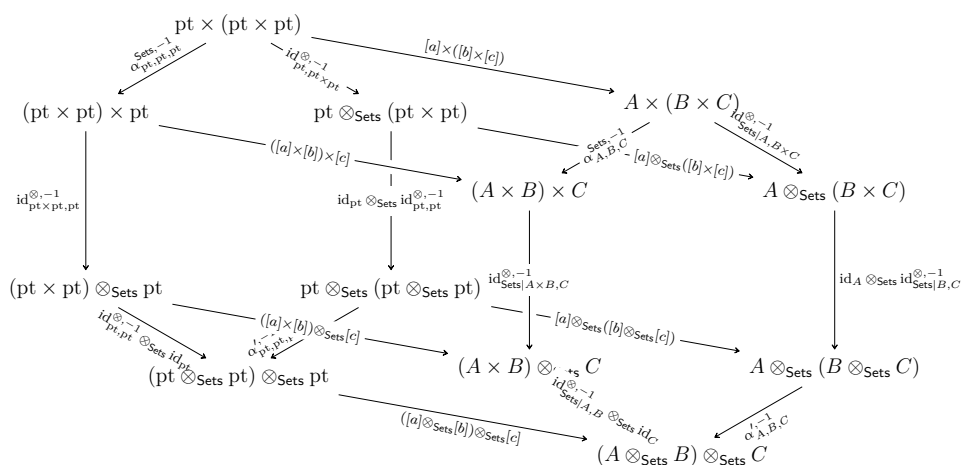 pt × (pt × pt)
α^{Sets,−1}_{pt,pt,pt}
id^{⊗,−1}_{pt,pt×pt}
[a]×([b]×[c])
(pt × pt) × pt
pt ⊗_{Sets} (pt × pt)
A × (B × C)
([a]×[b])×[c]
α^{Sets,−1}_{A,B,C}
id^{⊗,−1}_{Sets|A,B×C}
[a]⊗_{Sets}([b]×[c])
(A × B) × C
A ⊗_{Sets} (B × C)
id^{⊗,−1}_{pt×pt,pt}
id_{pt} ⊗_{Sets} id^{⊗,−1}_{pt,pt}
id^{⊗,−1}_{Sets|A×B,C}
id_A ⊗_{Sets} id^{⊗,−1}_{Sets|B,C}
(pt × pt) ⊗_{Sets} pt
pt ⊗_{Sets} (pt ⊗_{Sets} pt)
id^{⊗,−1}_{pt,pt} ⊗_{Sets} id_{pt}
([a]×[b])⊗_{Sets}[c]
[a]⊗_{Sets}([b]⊗_{Sets}[c])
(pt ⊗_{Sets} pt) ⊗_{Sets} pt
(A × B) ⊗ C
A ⊗_{Sets} (B ⊗_{Sets} C)
id^{⊗,−1}_{Sets|A,B} ⊗_{Sets} id_C
([a]⊗_{Sets}[b])⊗_{Sets}[c]
α^{′,−1}_{A,B,C}
(A ⊗_{Sets} B) ⊗_{Sets} C